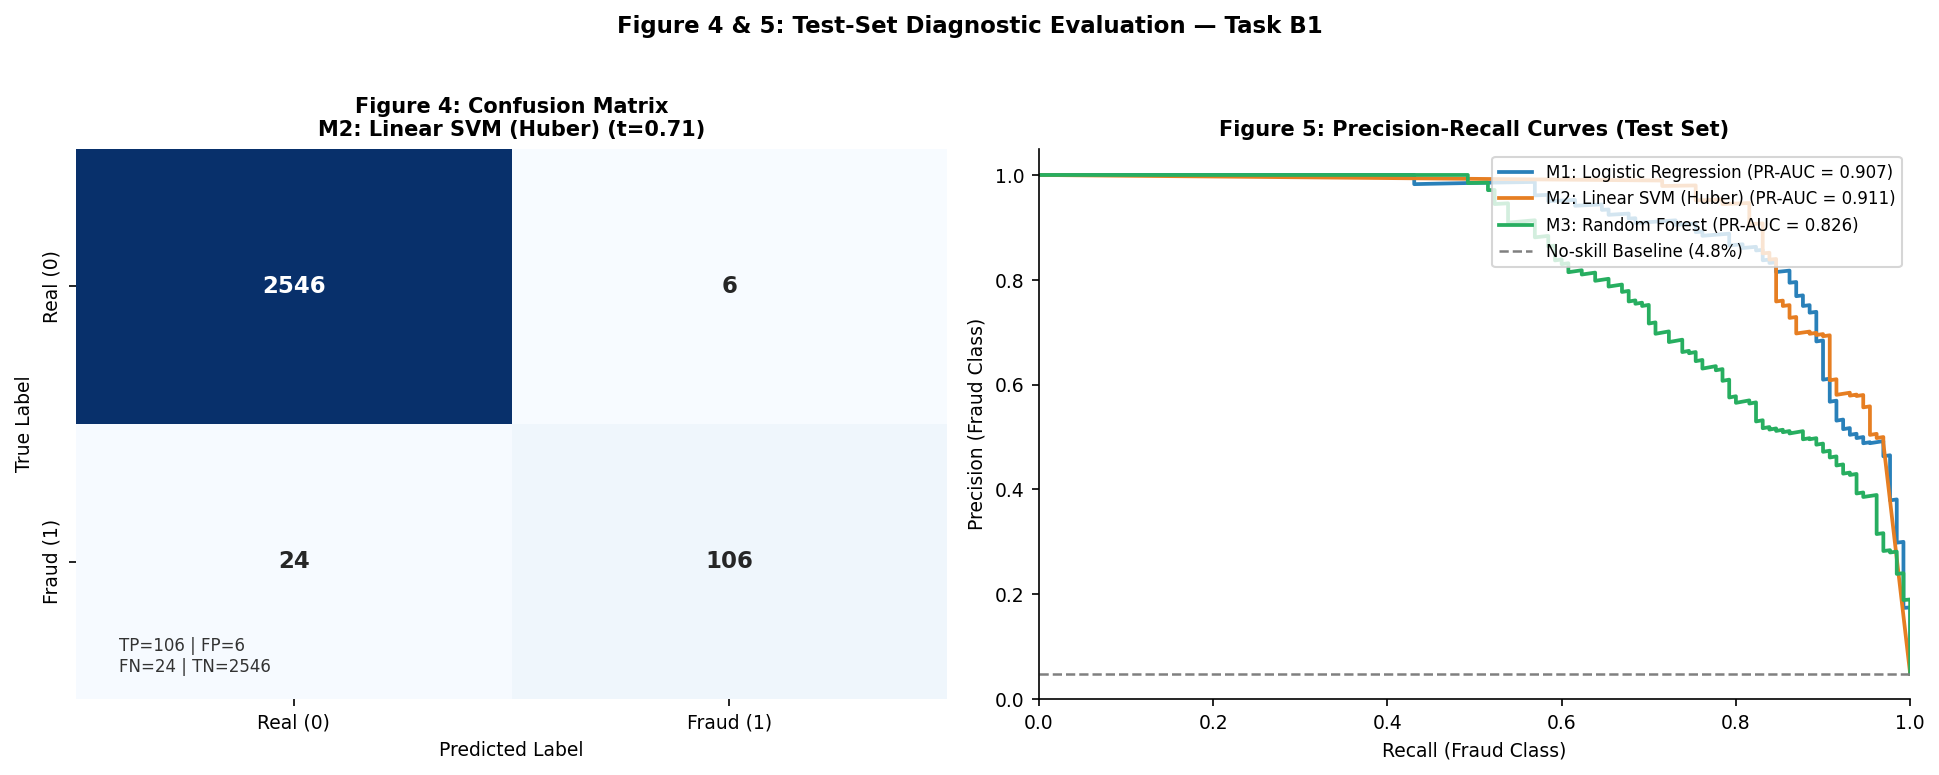 Figure 4 & 5: Test-Set Diagnostic Evaluation — Task B1
Figure 4: Confusion Matrix
M2: Linear SVM (Huber) (t=0.71)
True Label
Real (0)
Fraud (1)
2546
6
24
106
TP=106 | FP=6
FN=24 | TN=2546
Real (0)
Fraud (1)
Predicted Label
Figure 5: Precision-Recall Curves (Test Set)
Precision (Fraud Class)
1.0
0.8
0.6
0.4
0.2
0.0
M1: Logistic Regression (PR-AUC = 0.907)
M2: Linear SVM (Huber) (PR-AUC = 0.911)
M3: Random Forest (PR-AUC = 0.826)
No-skill Baseline (4.8%)
0.0
0.2
0.4
0.6
0.8
1.0
Recall (Fraud Class)